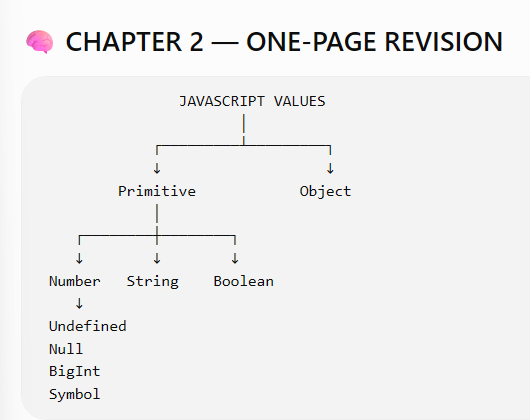 🧠 CHAPTER 2 — ONE-PAGE REVISION
JAVASCRIPT VALUES
Primitive Object
Number String Boolean
Undefined
Null
BigInt
Symbol